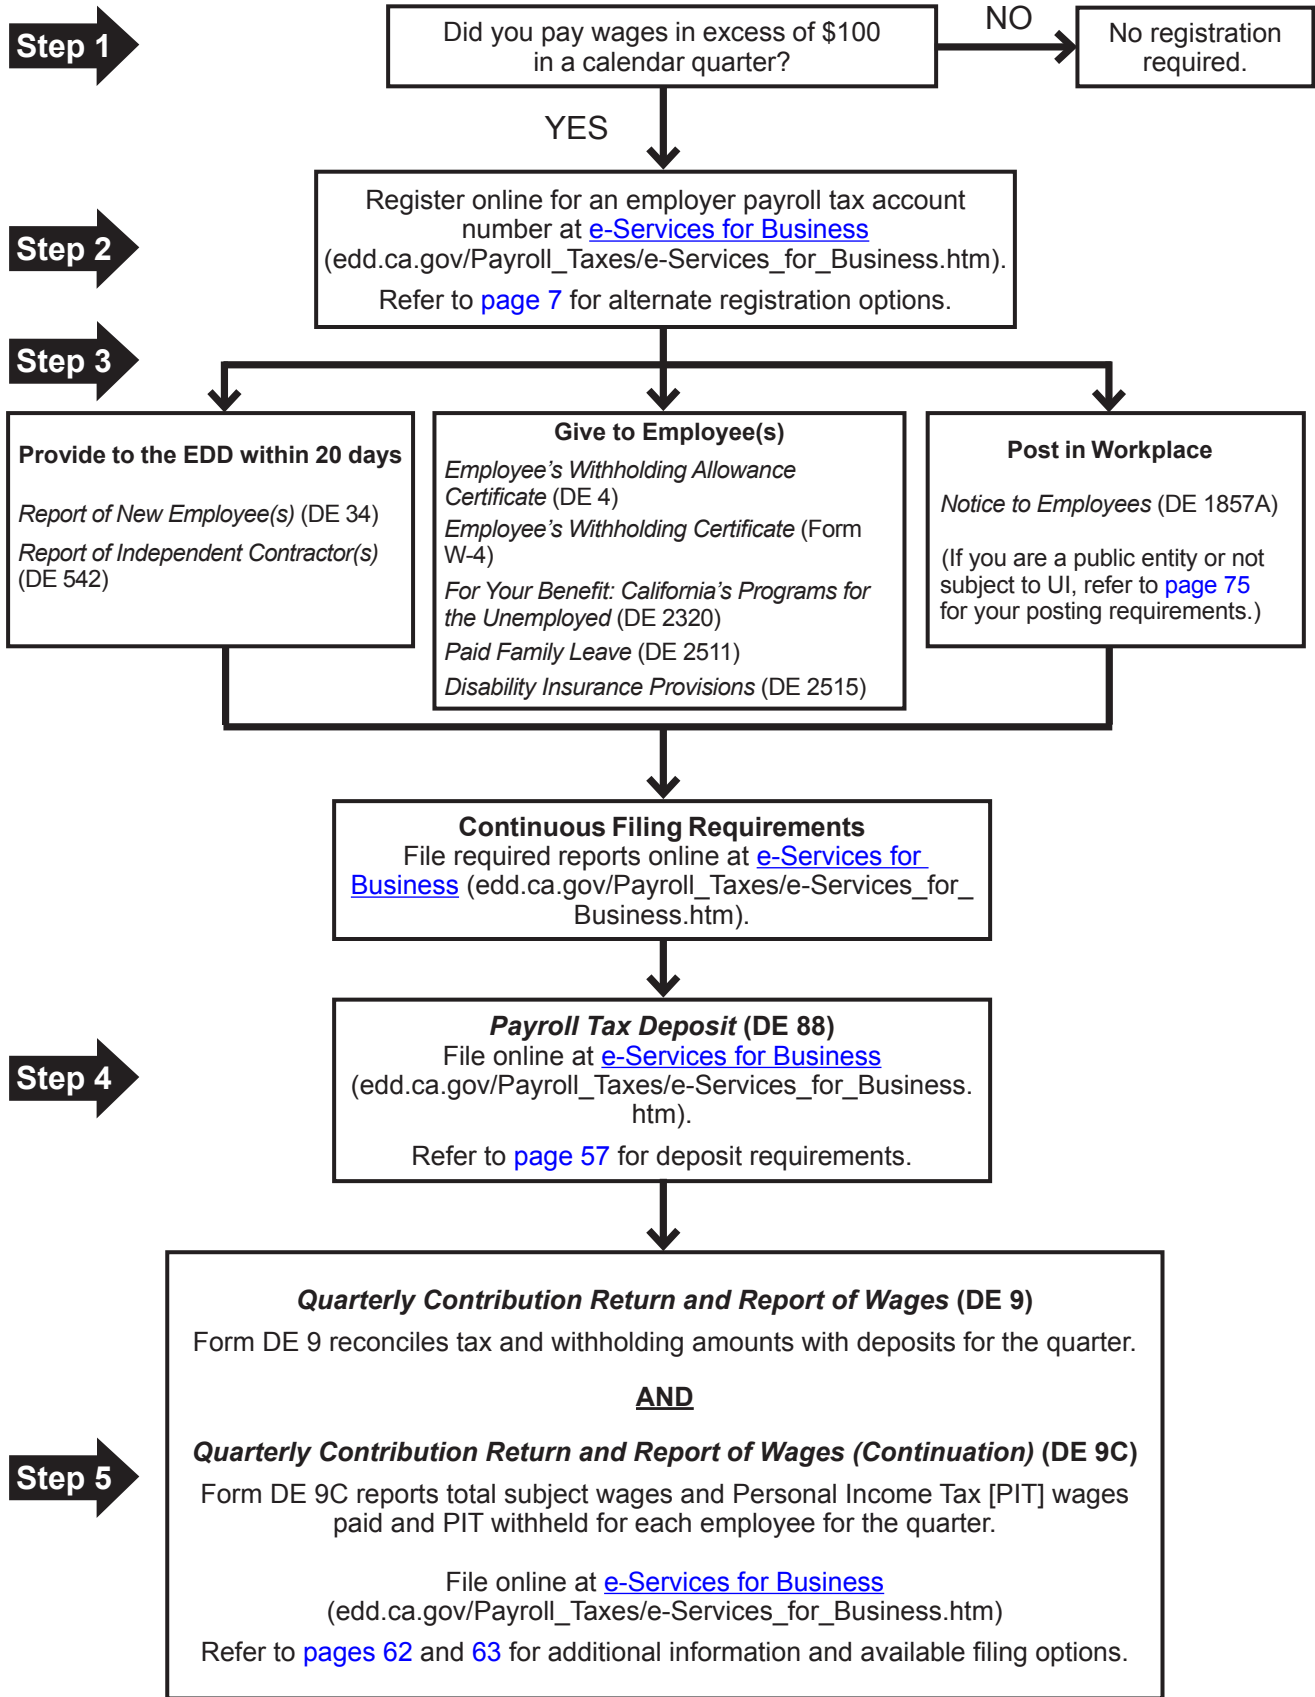 Step 1
Did you pay wages in excess of $100
in a calendar quarter?
NO
No registration
required.
YES
Step 2
Register online for an employer payroll tax account
number at e-Services for Business
(edd.ca.gov/Payroll_Taxes/e-Services_for_Business.htm).
Refer to page 7 for alternate registration options.
Step 3
Provide to the EDD within 20 days
Report of New Employee(s) (DE 34)
Report of Independent Contractor(s)
(DE 542)
Give to Employee(s)
Employee’s Withholding Allowance
Certificate (DE 4)
Employee’s Withholding Certificate (Form
W-4)
For Your Benefit: California’s Programs for
the Unemployed (DE 2320)
Paid Family Leave (DE 2511)
Disability Insurance Provisions (DE 2515)
Post in Workplace
Notice to Employees (DE 1857A)
(If you are a public entity or not
subject to UI, refer to page 75
for your posting requirements.)
Continuous Filing Requirements
File required reports online at e-Services for
Business (edd.ca.gov/Payroll_Taxes/e-Services_for_
Business.htm).
Step 4
Payroll Tax Deposit (DE 88)
File online at e-Services for Business
(edd.ca.gov/Payroll_Taxes/e-Services_for_Business.
htm).
Refer to page 57 for deposit requirements.
Step 5
Quarterly Contribution Return and Report of Wages (DE 9)
Form DE 9 reconciles tax and withholding amounts with deposits for the quarter.
AND
Quarterly Contribution Return and Report of Wages (Continuation) (DE 9C)
Form DE 9C reports total subject wages and Personal Income Tax [PIT] wages
paid and PIT withheld for each employee for the quarter.
File online at e-Services for Business
(edd.ca.gov/Payroll_Taxes/e-Services_for_Business.htm)
Refer to pages 62 and 63 for additional information and available filing options.